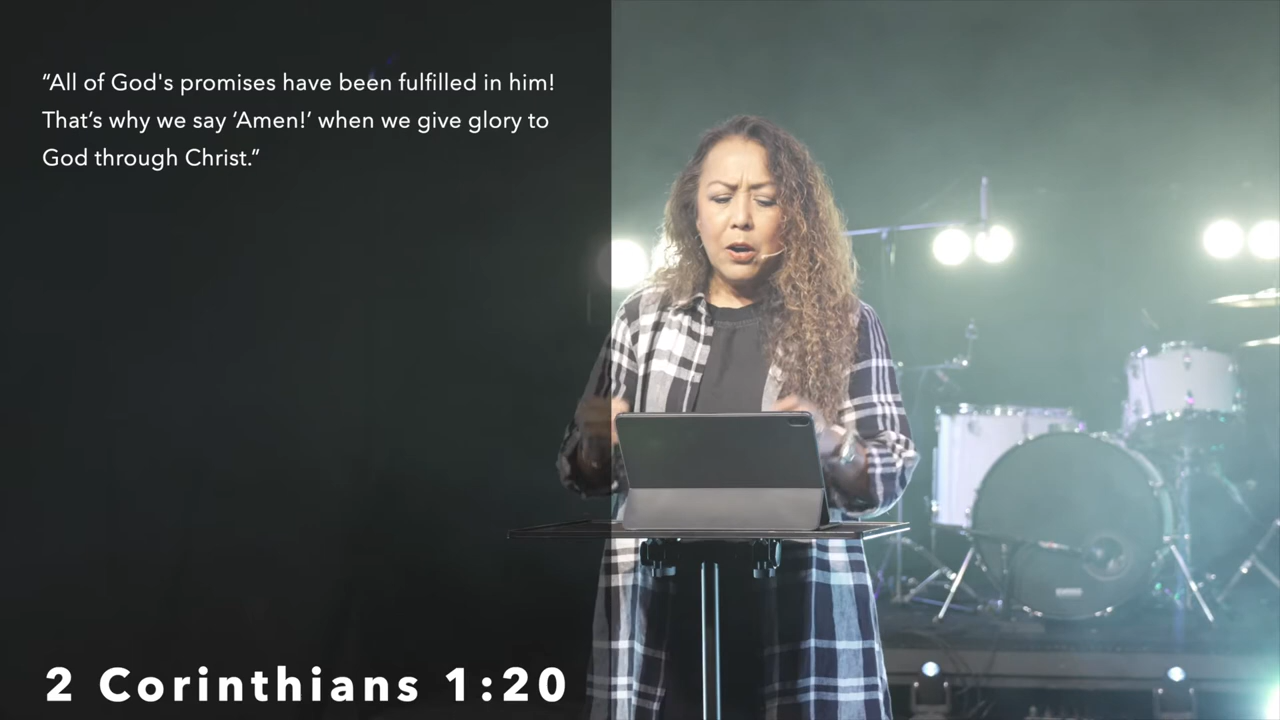 “All of God's promises have been fulfilled in him!
That’s why we say ‘Amen!’ when we give glory to
God through Christ.”
2 Corinthians 1:20